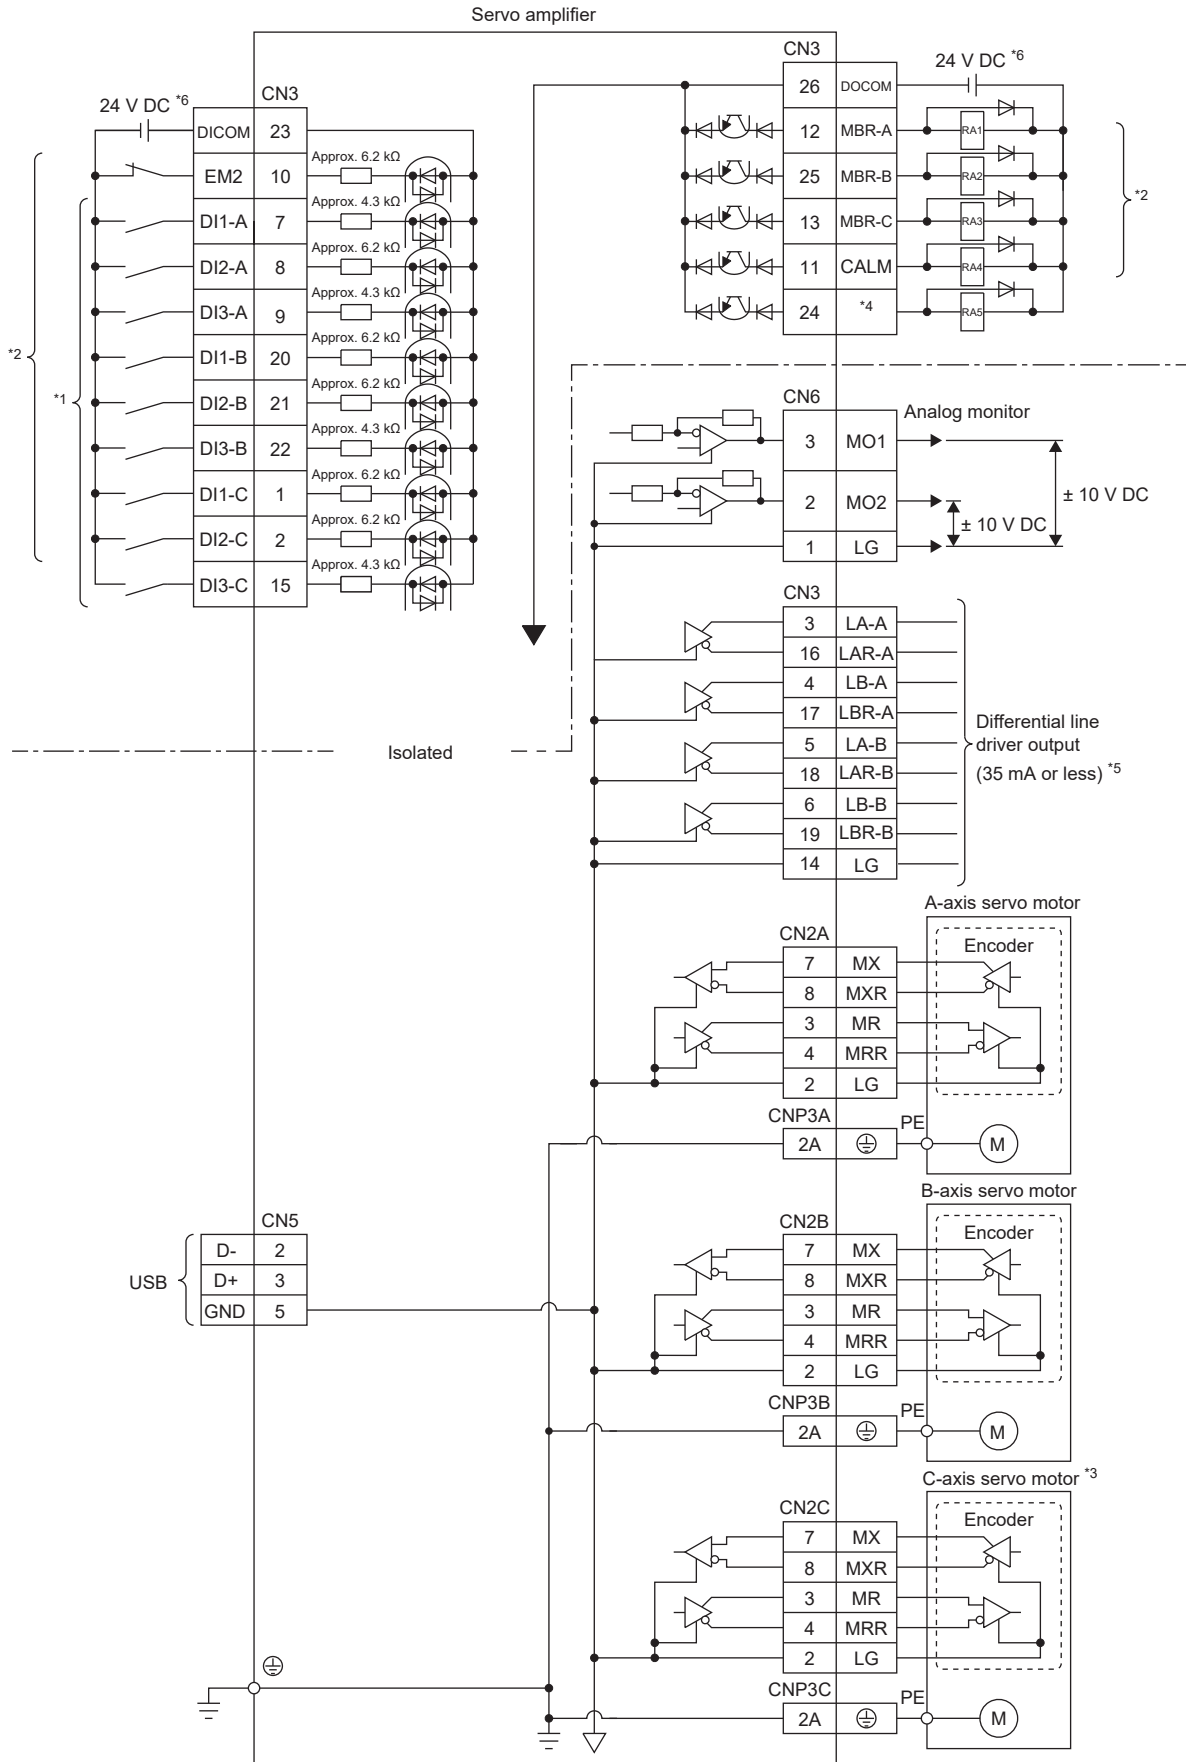 Servo amplifier
24 V DC *6
CN3
DICOM 23
EM2 10 Approx. 6.2 kΩ
DI1-A 7 Approx. 4.3 kΩ
DI2-A 8 Approx. 6.2 kΩ
DI3-A 9 Approx. 4.3 kΩ
DI1-B 20 Approx. 6.2 kΩ
DI2-B 21 Approx. 6.2 kΩ
DI3-B 22 Approx. 4.3 kΩ
DI1-C 1 Approx. 6.2 kΩ
DI2-C 2 Approx. 6.2 kΩ
DI3-C 15 Approx. 4.3 kΩ
*2
*1
CN3
24 V DC *6
26 DOCOM
12 MBR-A RA1
25 MBR-B RA2
13 MBR-C RA3
11 CALM RA4
24 *4 RA5
*2
CN6
Analog monitor
3 MO1
2 MO2
1 LG
± 10 V DC
± 10 V DC
CN3
3 LA-A
16 LAR-A
4 LB-A
17 LBR-A
5 LA-B
18 LAR-B
6 LB-B
19 LBR-B
14 LG
Differential line
driver output
(35 mA or less) *5
Isolated
A-axis servo motor
CN2A
Encoder
7 MX
8 MXR
3 MR
4 MRR
2 LG
CNP3A
2A PE M
B-axis servo motor
CN2B
Encoder
7 MX
8 MXR
3 MR
4 MRR
2 LG
CNP3B
2A PE M
CN5
USB
D- 2
D+ 3
GND 5
C-axis servo motor *3
CN2C
Encoder
7 MX
8 MXR
3 MR
4 MRR
2 LG
CNP3C
2A PE M